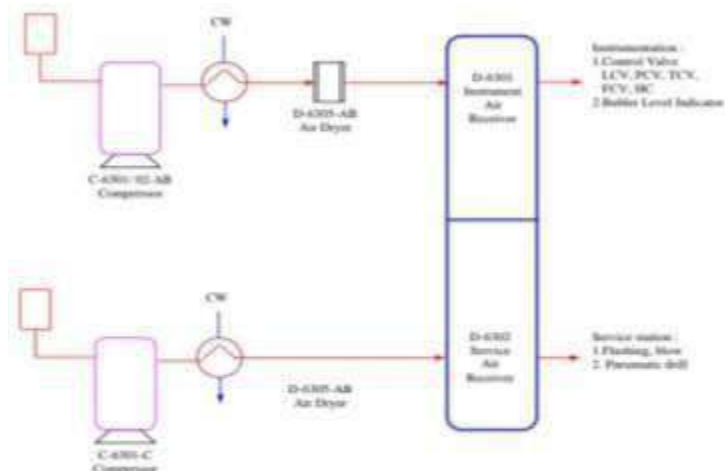 CW
D-6305-AB
Air Dryer
C-6301/ 02-AB
Compressor
D-6301
Instrument
Air
Receiver
Instrumentation :
1.Control Valve
LCV, PCV, TCV,
FCV, HC
2.Bubler Level Indicator
CW
D-6305-AB
Air Dryer
C-6301-C
Compressor
D-6302
Service
Air
Receiver
Service station :
1.Flushing, blow
2. Pneumatic drill